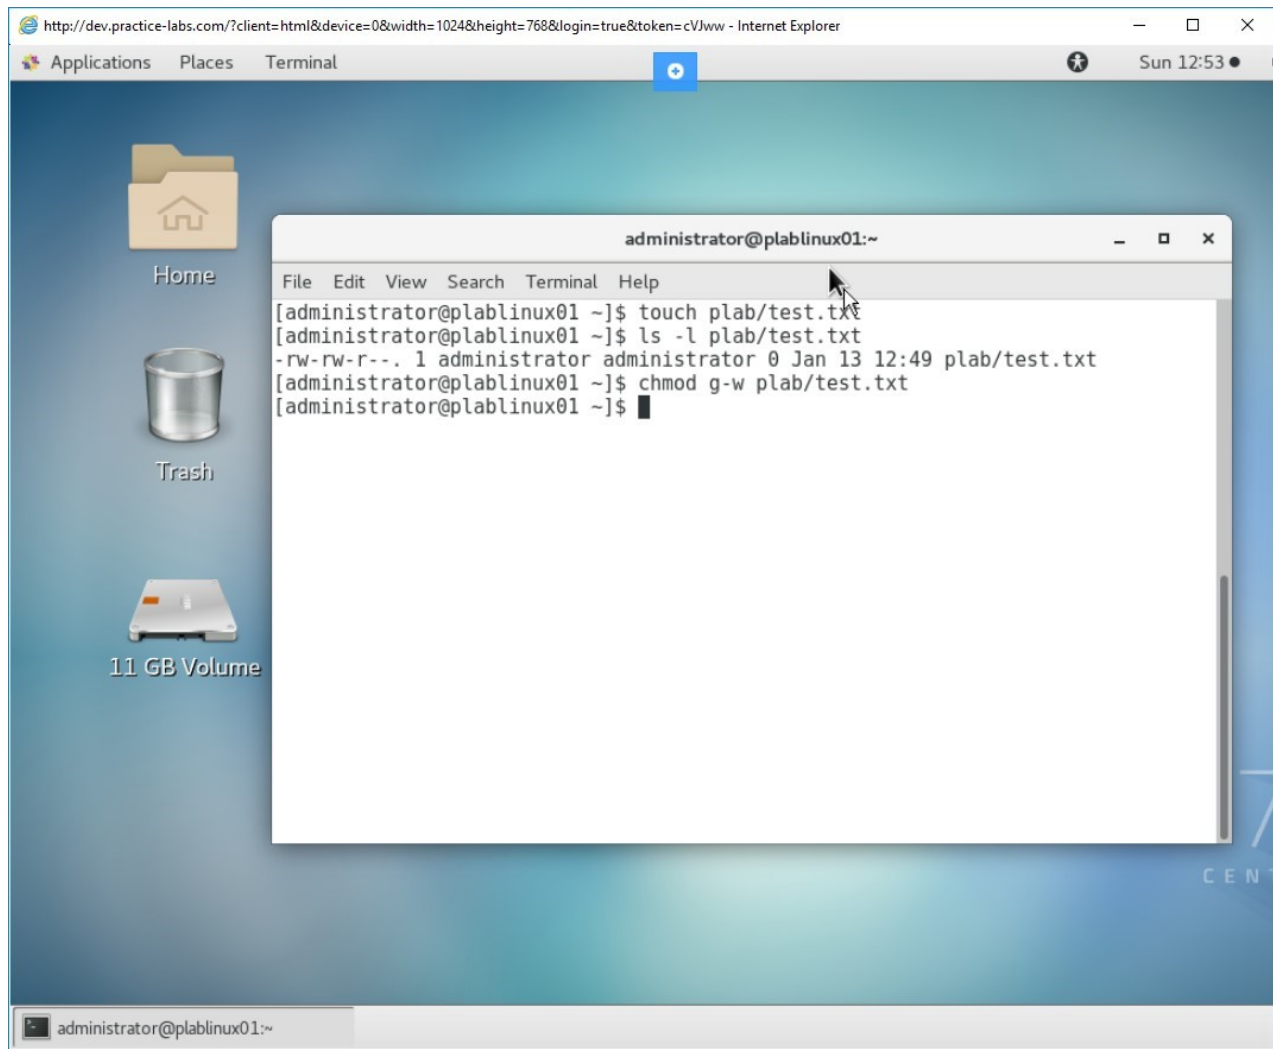 http://dev.practice-labs.com/?client=html&device=0&width=1024&height=768&login=true&token=cVJww - Internet Explorer
Applications Places Terminal Sun 12:53
Home
Trash
11 GB Volume
administrator@plablinux01:~
File Edit View Search Terminal Help
[administrator@plablinux01 ~]$ touch plab/test.txt
[administrator@plablinux01 ~]$ ls -l plab/test.txt
-rw-rw-r--. 1 administrator administrator 0 Jan 13 12:49 plab/test.txt
[administrator@plablinux01 ~]$ chmod g-w plab/test.txt
[administrator@plablinux01 ~]$
7
CENT
administrator@plablinux01:~